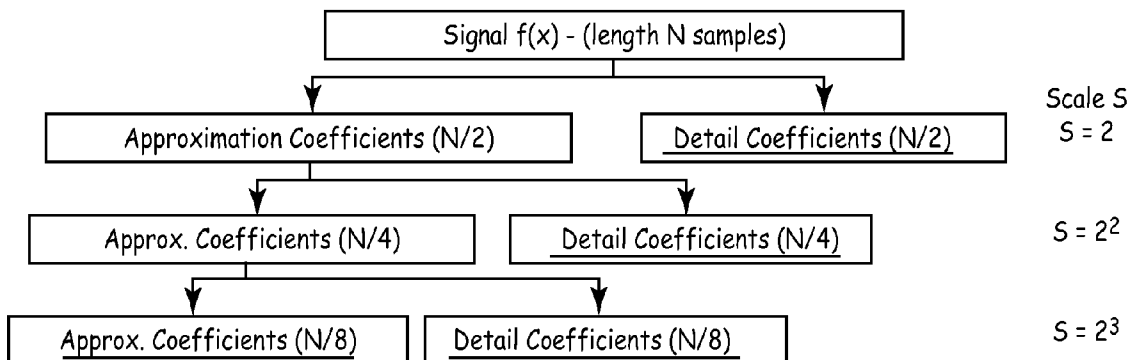 Signal f(x) - (length N samples)
Scale S
Approximation Coefficients (N/2)
Detail Coefficients (N/2)
S = 2
Approx. Coefficients (N/4)
Detail Coefficients (N/4)
S = 2²
Approx. Coefficients (N/8)
Detail Coefficients (N/8)
S = 2³